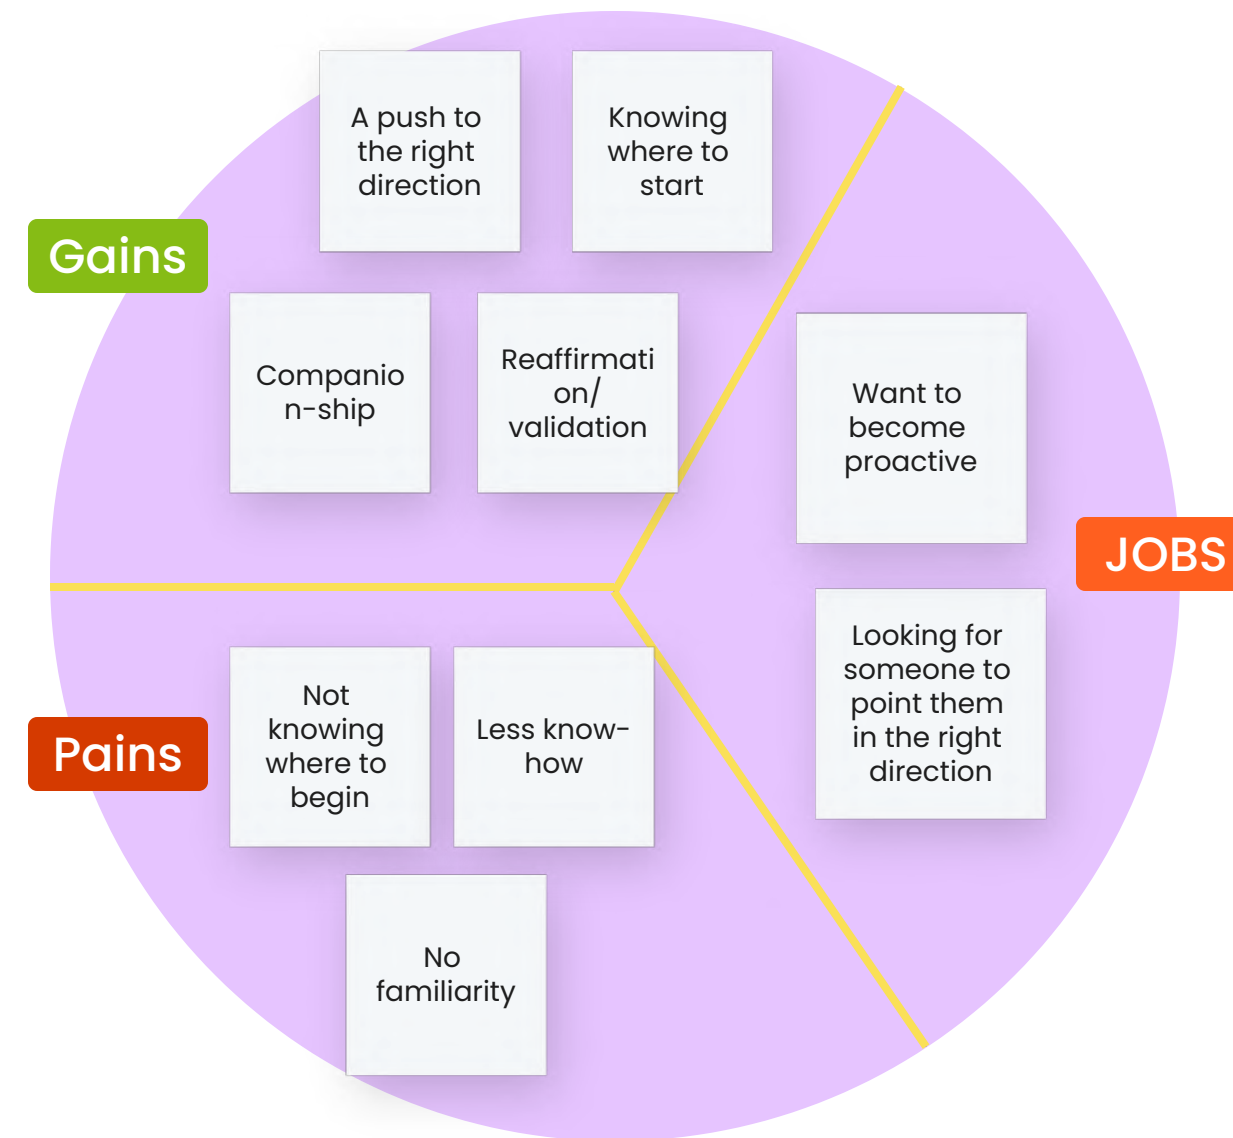 A push to
the right
direction
Knowing
where to
start
Gains
Companio
n-ship
Reaffirmati
on/
validation
Want to
become
proactive
JOBS
Looking for
someone to
point them
in the right
direction
Not
knowing
where to
begin
Less know-
how
Pains
No
familiarity